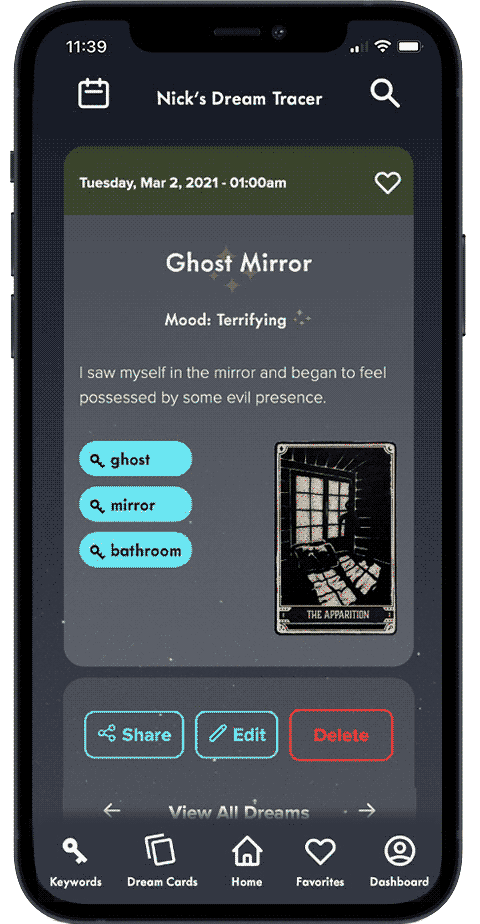 11:39
Nick's Dream Tracer
Tuesday, Mar 2, 2021 - 01:00am
Ghost Mirror
Mood: Terrifying
I saw myself in the mirror and began to feel
possessed by some evil presence.
ghost
mirror
bathroom
THE APPARITION
Share Edit Delete
View All Dreams
Keywords Dream Cards Home Favorites Dashboard